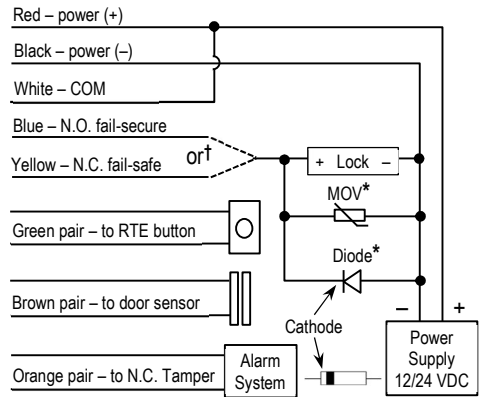 Red – power (+)
Black – power (–)
White – COM
Blue – N.O. fail-secure
or†
Yellow – N.C. fail-safe
+ Lock –
MOV*
Green pair – to RTE button
Diode*
Brown pair – to door sensor
– +
Cathode
Power
Supply
12/24 VDC
Alarm
System
Orange pair – to N.C. Tamper